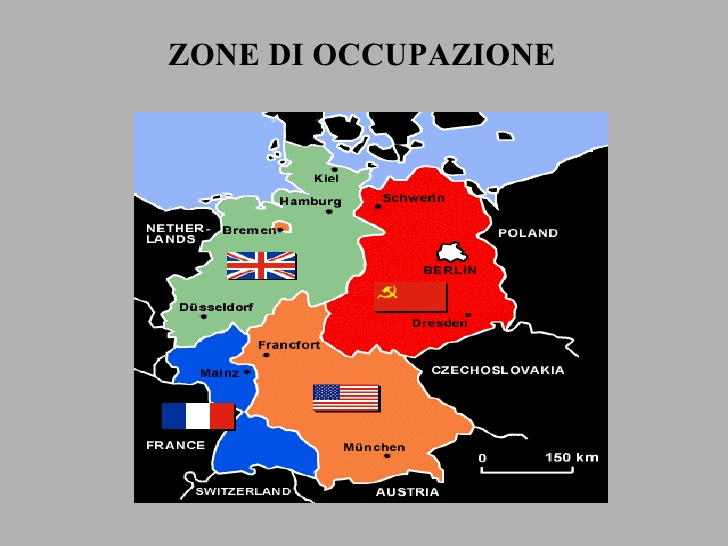 ZONE DI OCCUPAZIONE
Kiel
Hamburg
Schwerin
NETHER-
LANDS
Bremen
POLAND
BERLIN
Düsseldorf
Dresden
Francfort
Mainz
CZECHOSLOVAKIA
FRANCE
München
0 150 km
SWITZERLAND
AUSTRIA